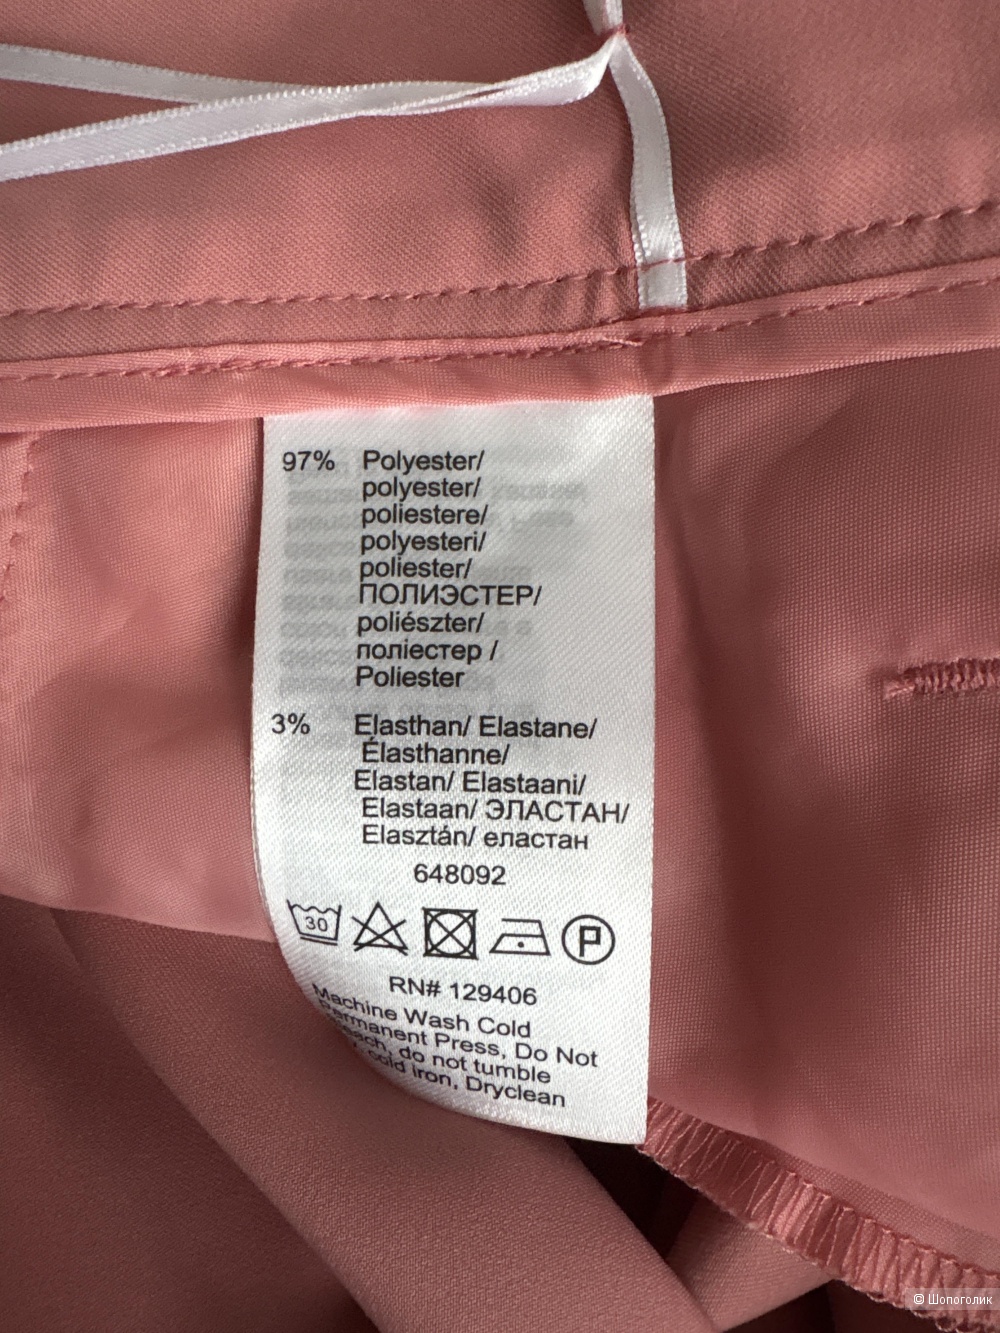 97% Polyester/
polyester/
poliestere/
polyesteri/
poliester/
ПОЛИЭСТЕР/
poliészter/
поліестер /
Poliester
3% Elasthan/ Elastane/
Élasthanne/
Elastan/ Elastaani/
Elastaan/ ЭЛАСТАН/
Elasztán/ еластан
648092
30
P
RN# 129406
Machine Wash Cold
Permanent Press, Do Not
do not tumble
cold iron, Dryclean
© Шопоголик